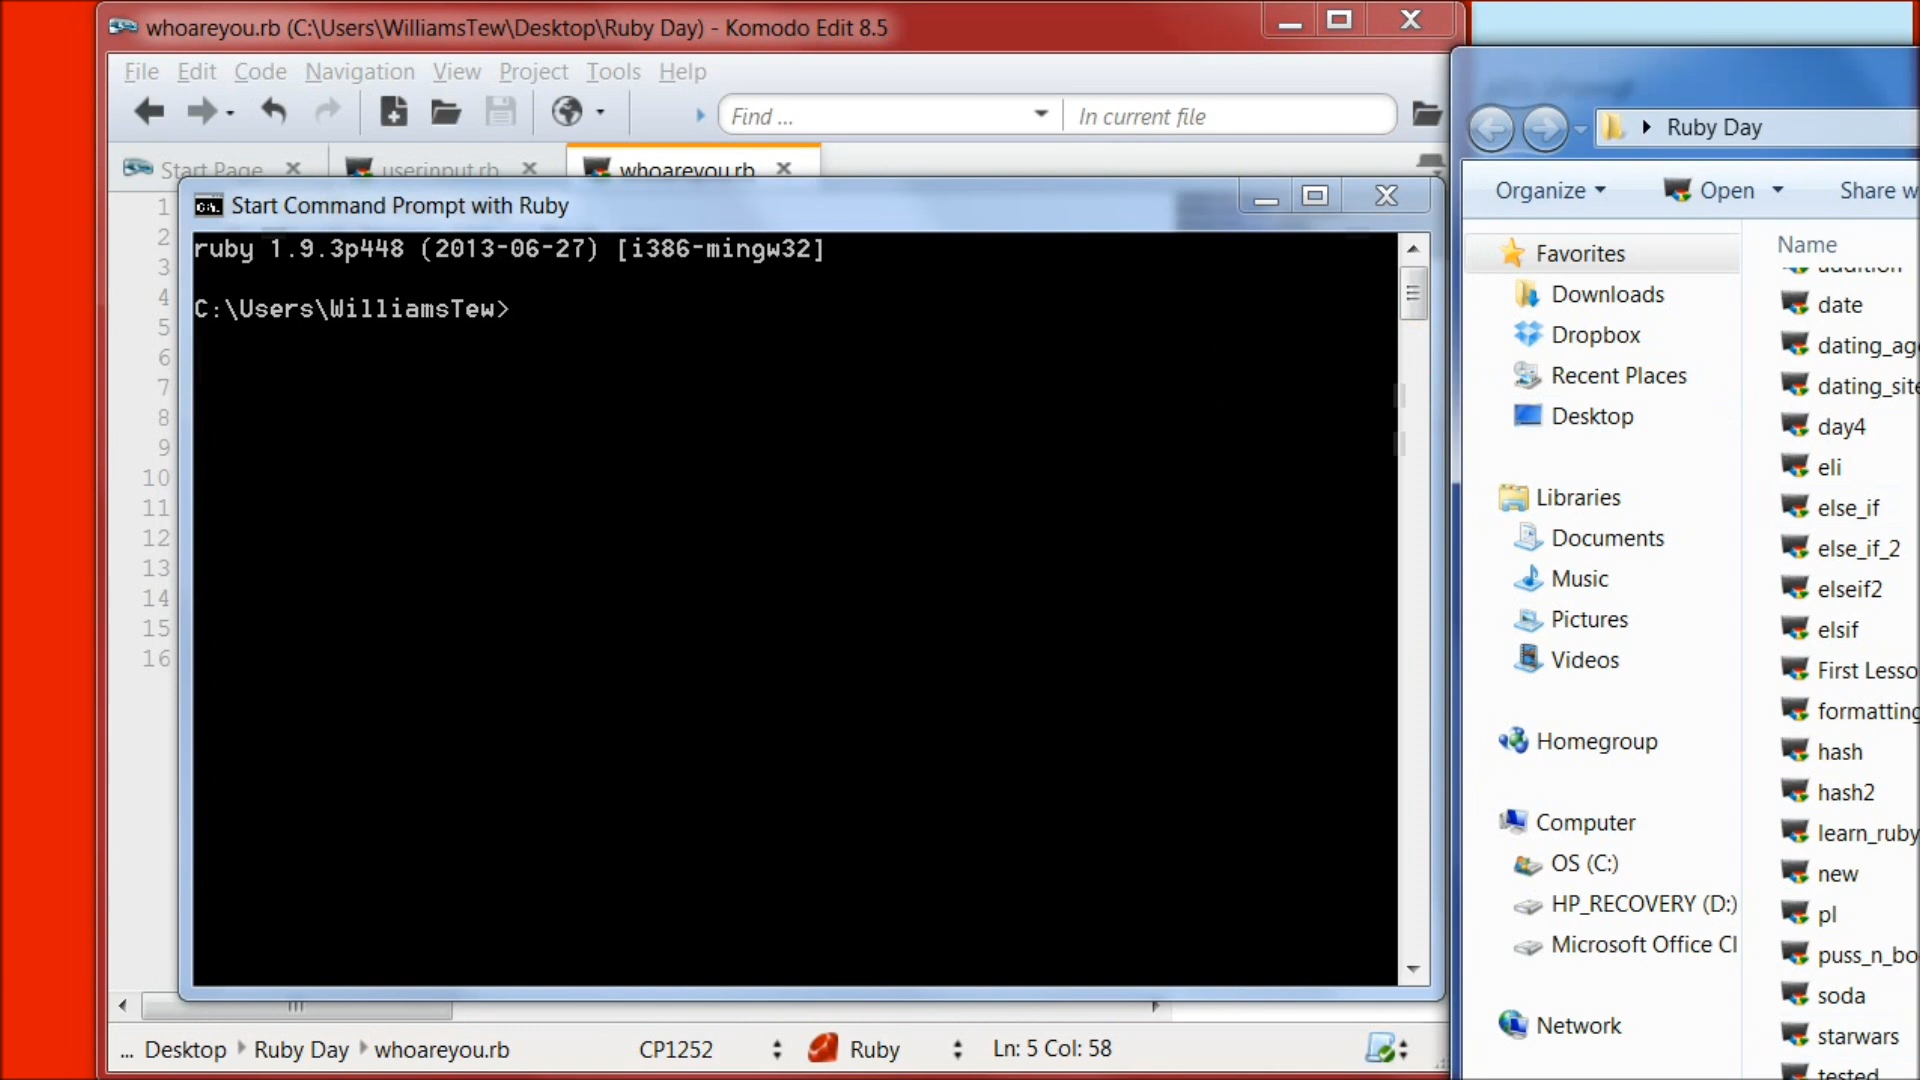 whoareyou.rb (C:\Users\WilliamsTew\Desktop\Ruby Day) - Komodo Edit 8.5
File Edit Code Navigation View Project Tools Help
Find ...
In current file
Start Page
userinput.rb
whoareyou.rb
1
2
3
4
5
6
7
8
9
10
11
12
13
14
15
16
Start Command Prompt with Ruby
ruby 1.9.3p448 (2013-06-27) [i386-mingw32]
C:\Users\WilliamsTew>
... Desktop Ruby Day whoareyou.rb
CP1252
Ruby
Ln: 5 Col: 58
Ruby Day
Organize
Open
Share w
Favorites
Downloads
Dropbox
Recent Places
Desktop
Libraries
Documents
Music
Pictures
Videos
Homegroup
Computer
OS (C:)
HP_RECOVERY (D:)
Microsoft Office Cl
Network
Name
addition
date
dating_age
dating_site
day4
eli
else_if
else_if_2
elseif2
elsif
First Lesso
formatting
hash
hash2
learn_ruby
new
pl
puss_n_bo
soda
starwars
tested